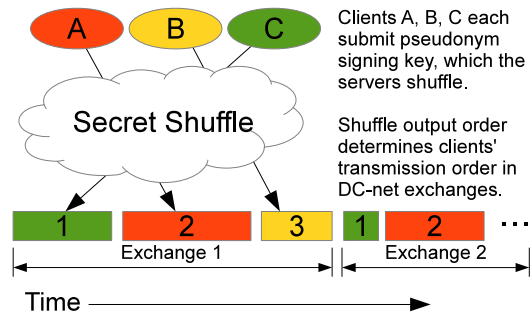 A B C
Clients A, B, C each
submit pseudonym
signing key, which the
servers shuffle.
Secret Shuffle
Shuffle output order
determines clients'
transmission order in
DC-net exchanges.
1 2 3 1 2 ...
Exchange 1 Exchange 2
Time